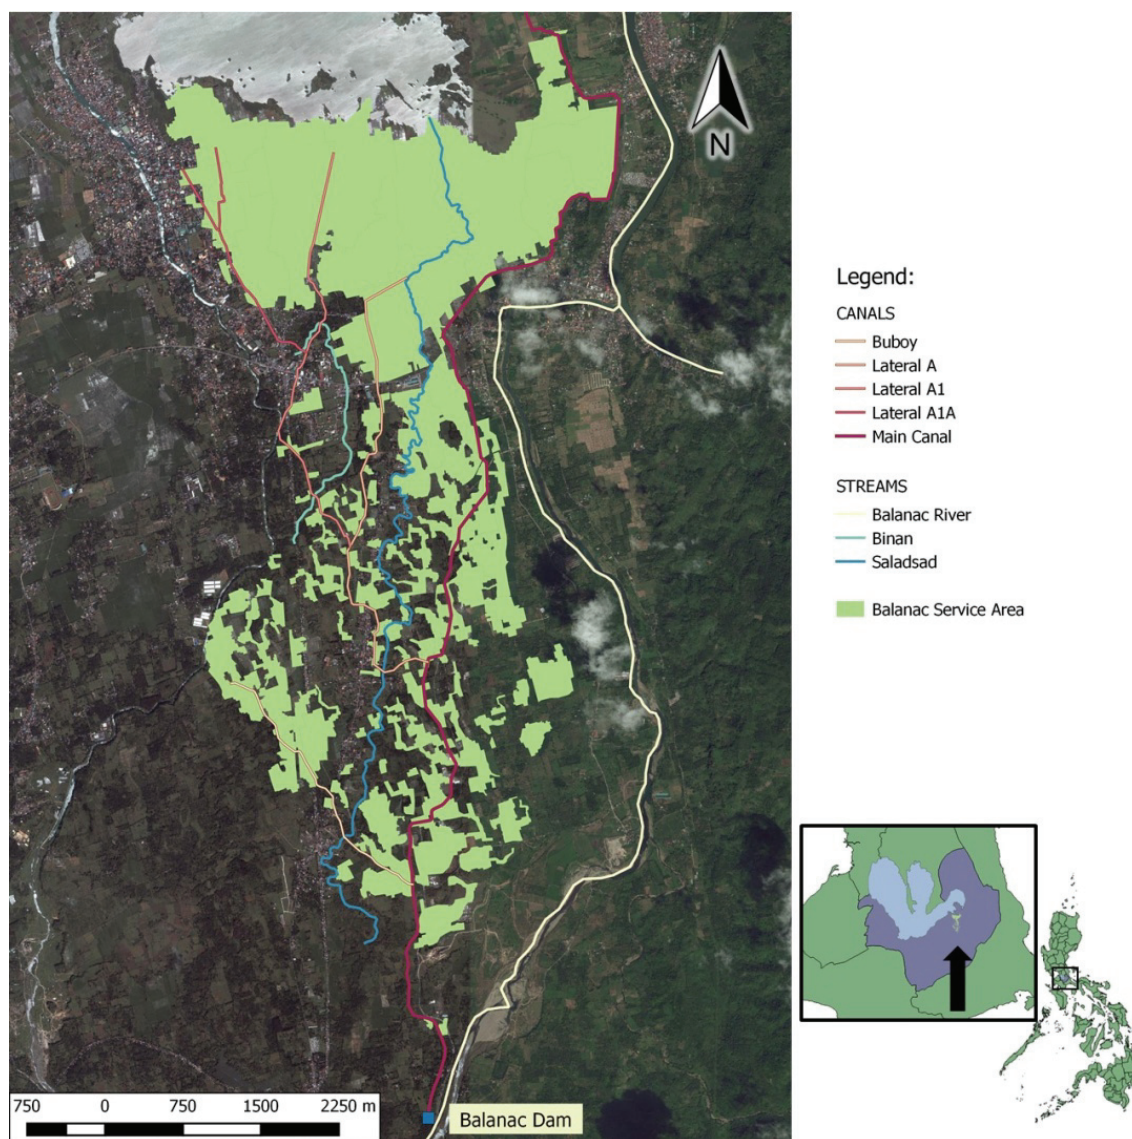 N
Legend:
CANALS
Buboy
Lateral A
Lateral A1
Lateral A1A
Main Canal
STREAMS
Balanac River
Binan
Saladsad
Balanac Service Area
750 0 750 1500 2250 m
Balanac Dam